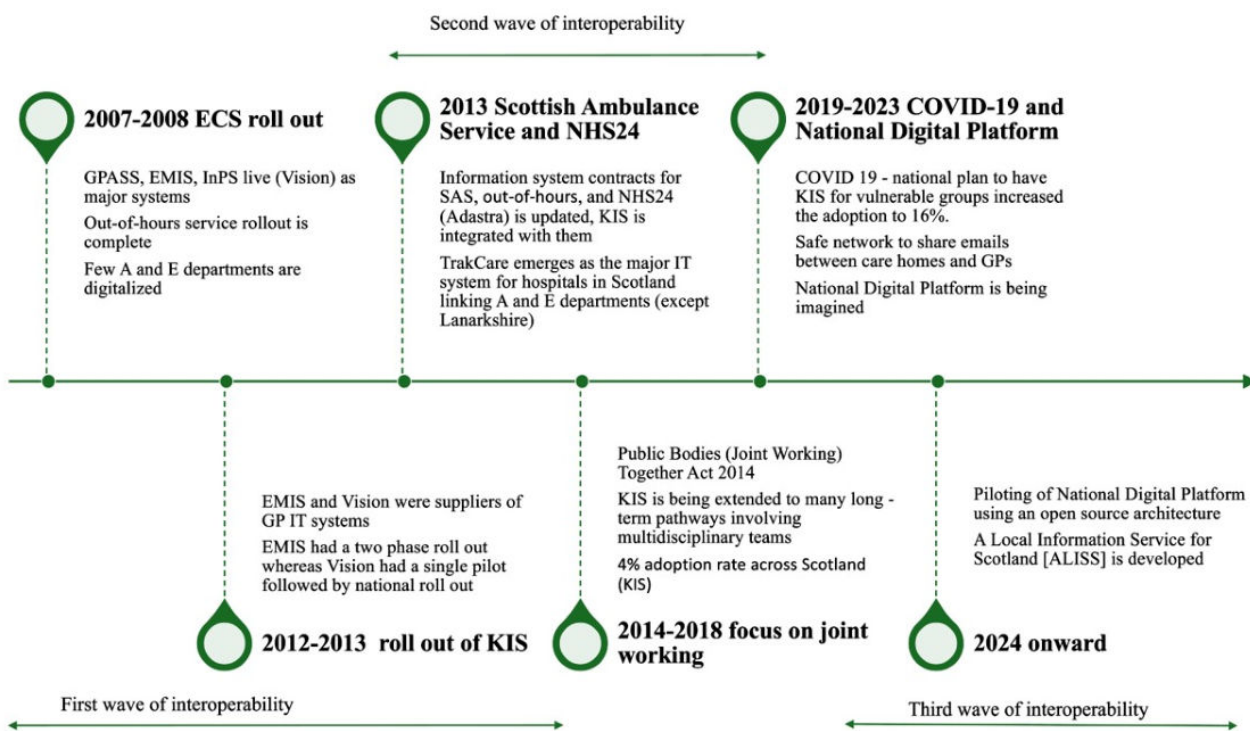 Second wave of interoperability
2007-2008 ECS roll out
GPASS, EMIS, InPS live (Vision) as
major systems
Out-of-hours service rollout is
complete
Few A and E departments are
digitalized
2013 Scottish Ambulance
Service and NHS24
Information system contracts for
SAS, out-of-hours, and NHS24
(Adastra) is updated, KIS is
integrated with them
TrakCare emerges as the major IT
system for hospitals in Scotland
linking A and E departments (except
Lanarkshire)
2019-2023 COVID-19 and
National Digital Platform
COVID 19 - national plan to have
KIS for vulnerable groups increased
the adoption to 16%.
Safe network to share emails
between care homes and GPs
National Digital Platform is being
imagined
EMIS and Vision were suppliers of
GP IT systems
EMIS had a two phase roll out
whereas Vision had a single pilot
followed by national roll out
2012-2013 roll out of KIS
Public Bodies (Joint Working)
Together Act 2014
KIS is being extended to many long -
term pathways involving
multidisciplinary teams
4% adoption rate across Scotland
(KIS)
2014-2018 focus on joint
working
Piloting of National Digital Platform
using an open source architecture
A Local Information Service for
Scotland [ALISS] is developed
2024 onward
First wave of interoperability
Third wave of interoperability